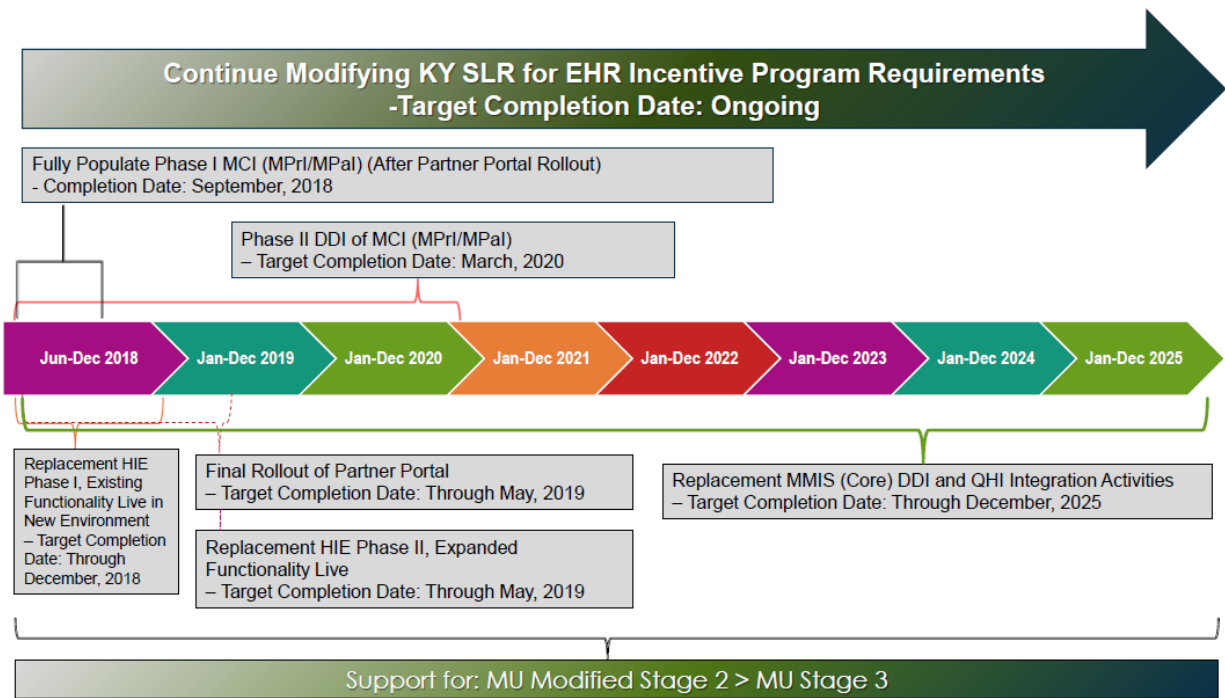 Continue Modifying KY SLR for EHR Incentive Program Requirements
-Target Completion Date: Ongoing
Fully Populate Phase I MCI (MPrI/MPaI) (After Partner Portal Rollout)
- Completion Date: September, 2018
Phase II DDI of MCI (MPrI/MPaI)
– Target Completion Date: March, 2020
Jun-Dec 2018
Jan-Dec 2019
Jan-Dec 2020
Jan-Dec 2021
Jan-Dec 2022
Jan-Dec 2023
Jan-Dec 2024
Jan-Dec 2025
Replacement HIE
Phase I, Existing
Functionality Live in
New Environment
– Target Completion
Date: Through
December, 2018
Final Rollout of Partner Portal
– Target Completion Date: Through May, 2019
Replacement HIE Phase II, Expanded
Functionality Live
– Target Completion Date: Through May, 2019
Replacement MMIS (Core) DDI and QHI Integration Activities
– Target Completion Date: Through December, 2025
Support for: MU Modified Stage 2 > MU Stage 3